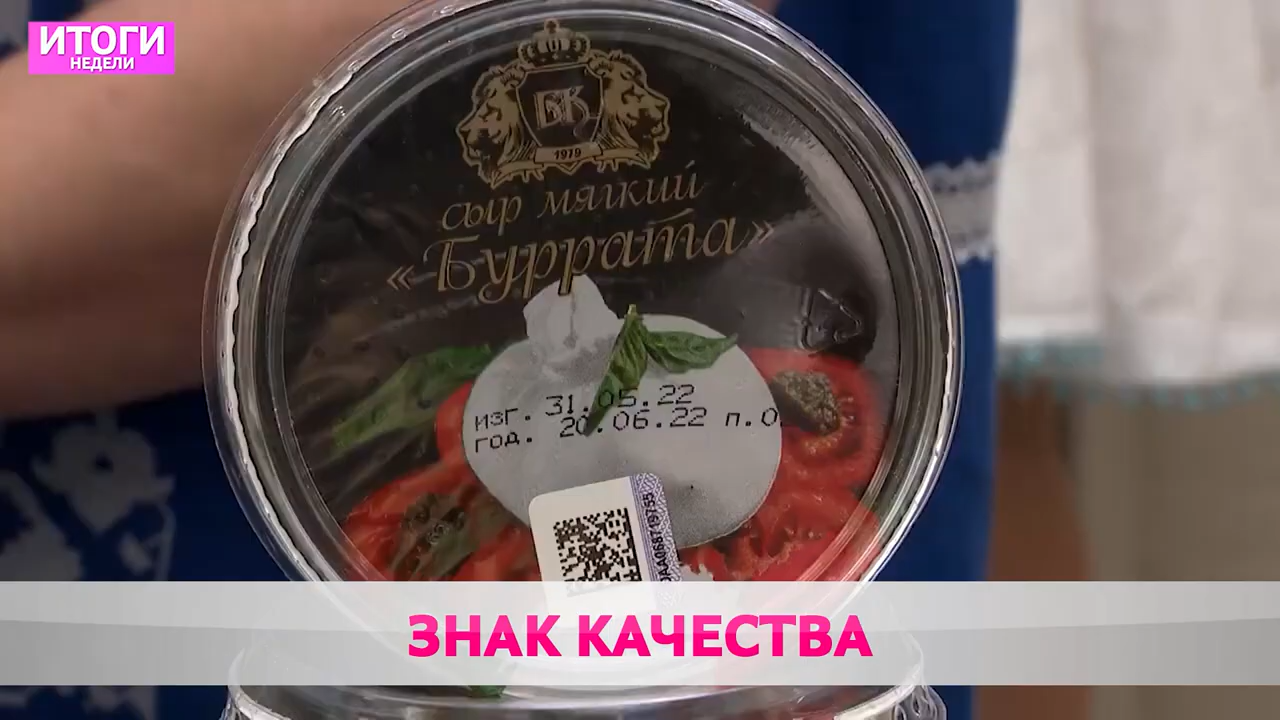 ИТОГИ
НЕДЕЛИ
БК
1979
сыр мягкий
«Буррата»
изг. 31.05.22
год. 20.06.22 п.О
ЗНАК КАЧЕСТВА